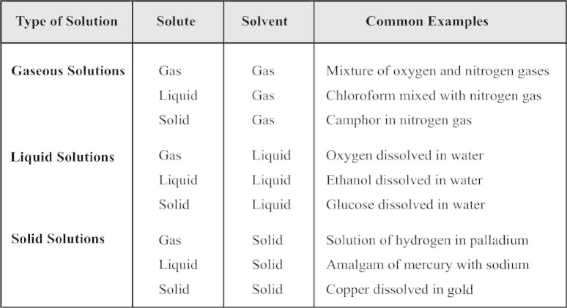 Type of Solution Solute Solvent Common Examples
Gaseous Solutions Gas Gas Mixture of oxygen and nitrogen gases
Liquid Gas Chloroform mixed with nitrogen gas
Solid Gas Camphor in nitrogen gas
Liquid Solutions Gas Liquid Oxygen dissolved in water
Liquid Liquid Ethanol dissolved in water
Solid Liquid Glucose dissolved in water
Solid Solutions Gas Solid Solution of hydrogen in palladium
Liquid Solid Amalgam of mercury with sodium
Solid Solid Copper dissolved in gold